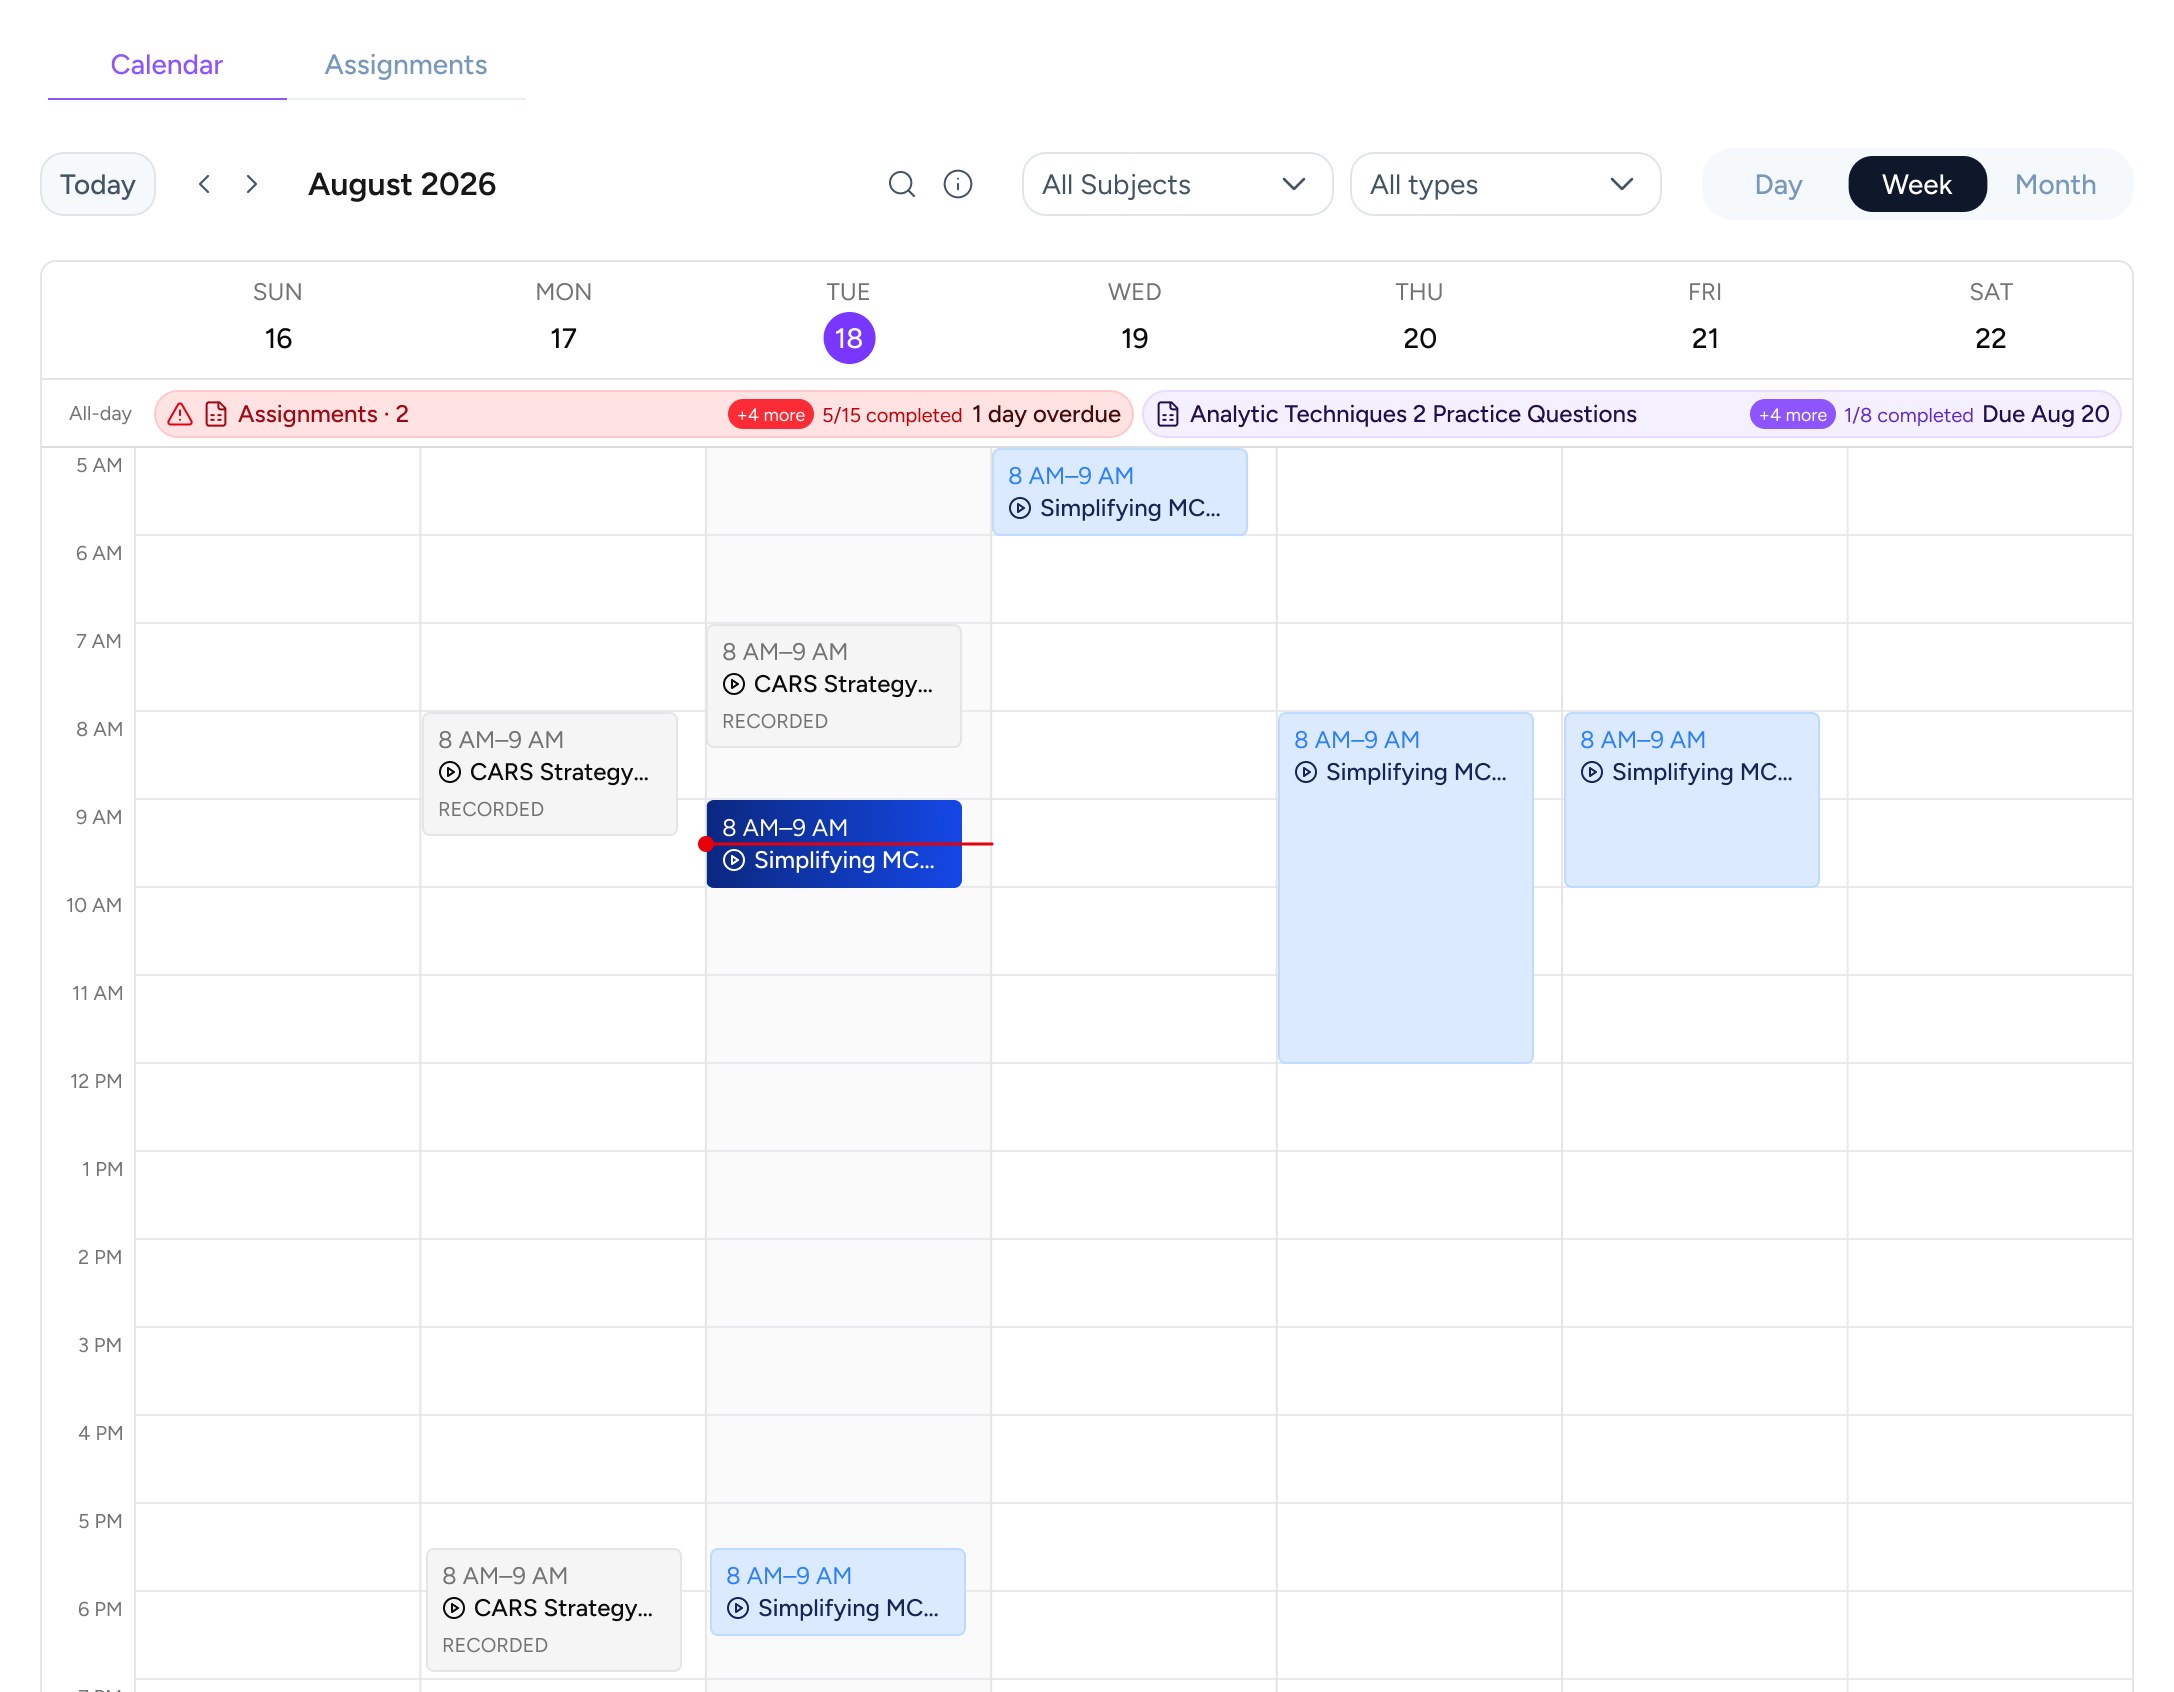 Calendar
Assignments
Today
August 2026
All Subjects
All types
Day
Week
Month
SUN
MON
TUE
WED
THU
FRI
SAT
16
17
18
19
20
21
22
All-day
Assignments · 2
+4 more
5/15 completed
1 day overdue
Analytic Techniques 2 Practice Questions
+4 more
1/8 completed
Due Aug 20
5 AM
8 AM–9 AM
Simplifying MC...
6 AM
7 AM
8 AM–9 AM
CARS Strategy...
RECORDED
8 AM
8 AM–9 AM
CARS Strategy...
RECORDED
8 AM–9 AM
Simplifying MC...
8 AM–9 AM
Simplifying MC...
9 AM
8 AM–9 AM
Simplifying MC...
10 AM
11 AM
12 PM
1 PM
2 PM
3 PM
4 PM
5 PM
8 AM–9 AM
CARS Strategy...
RECORDED
8 AM–9 AM
Simplifying MC...
6 PM